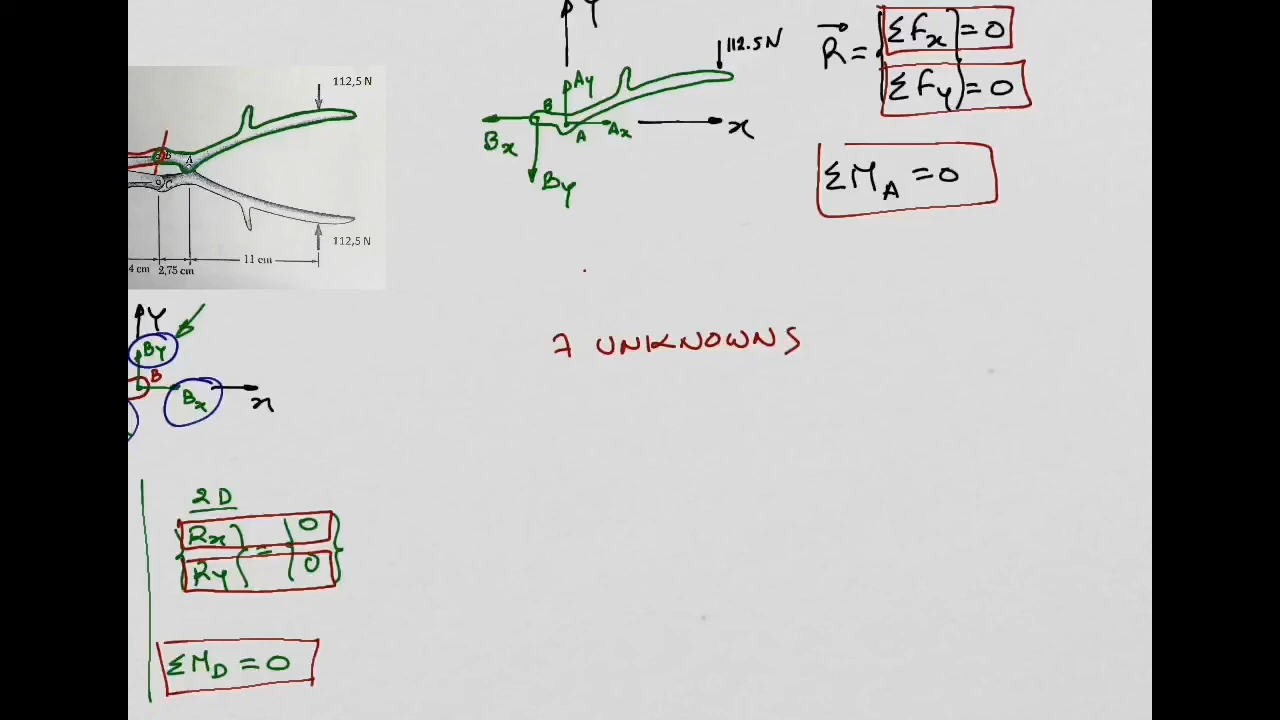 Y
112.5 N
Ay
B
A
Ax
x
Bx
By
R = ΣFx = 0
ΣFy = 0
ΣMA = 0
112,5 N
B
A
C
112,5 N
11 cm
4 cm 2,75 cm
Y
By
B
Bx
x
7 UNKNOWNS
2D
Rx = 0
Ry 0
ΣMD = 0